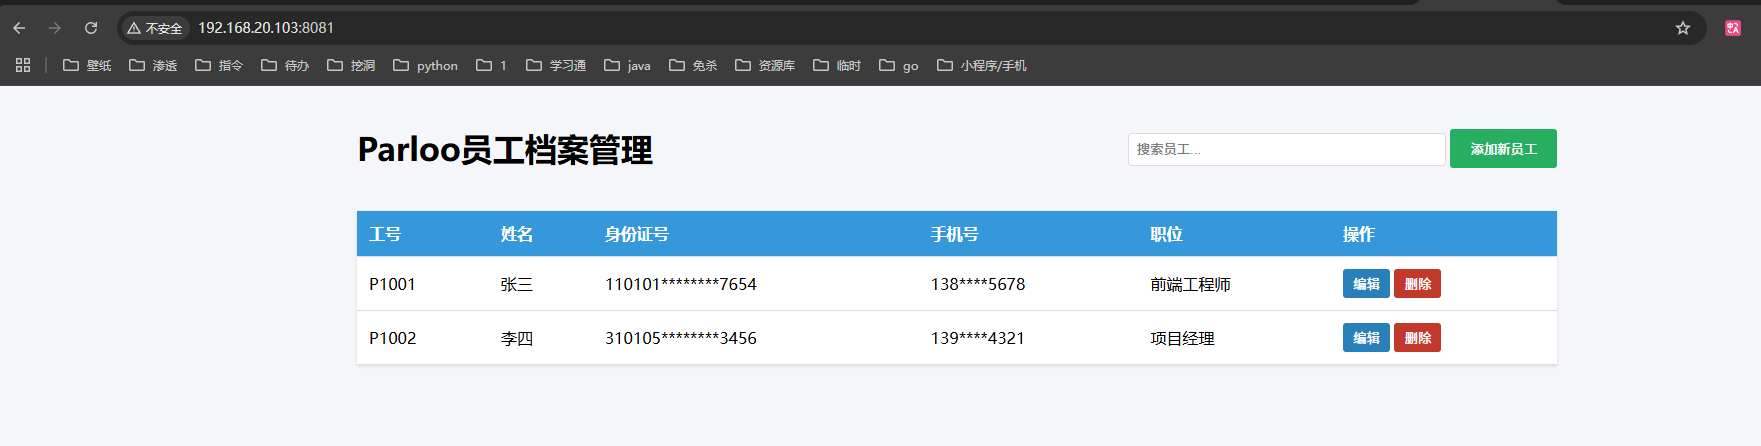 不安全 192.168.20.103:8081
壁纸 渗透 指令 待办 挖洞 python 1 学习通 java 免杀 资源库 临时 go 小程序/手机
Parloo员工档案管理 搜索员工... 添加新员工
工号 姓名 身份证号 手机号 职位 操作
P1001 张三 110101********7654 138****5678 前端工程师 编辑 删除
P1002 李四 310105********3456 139****4321 项目经理 编辑 删除